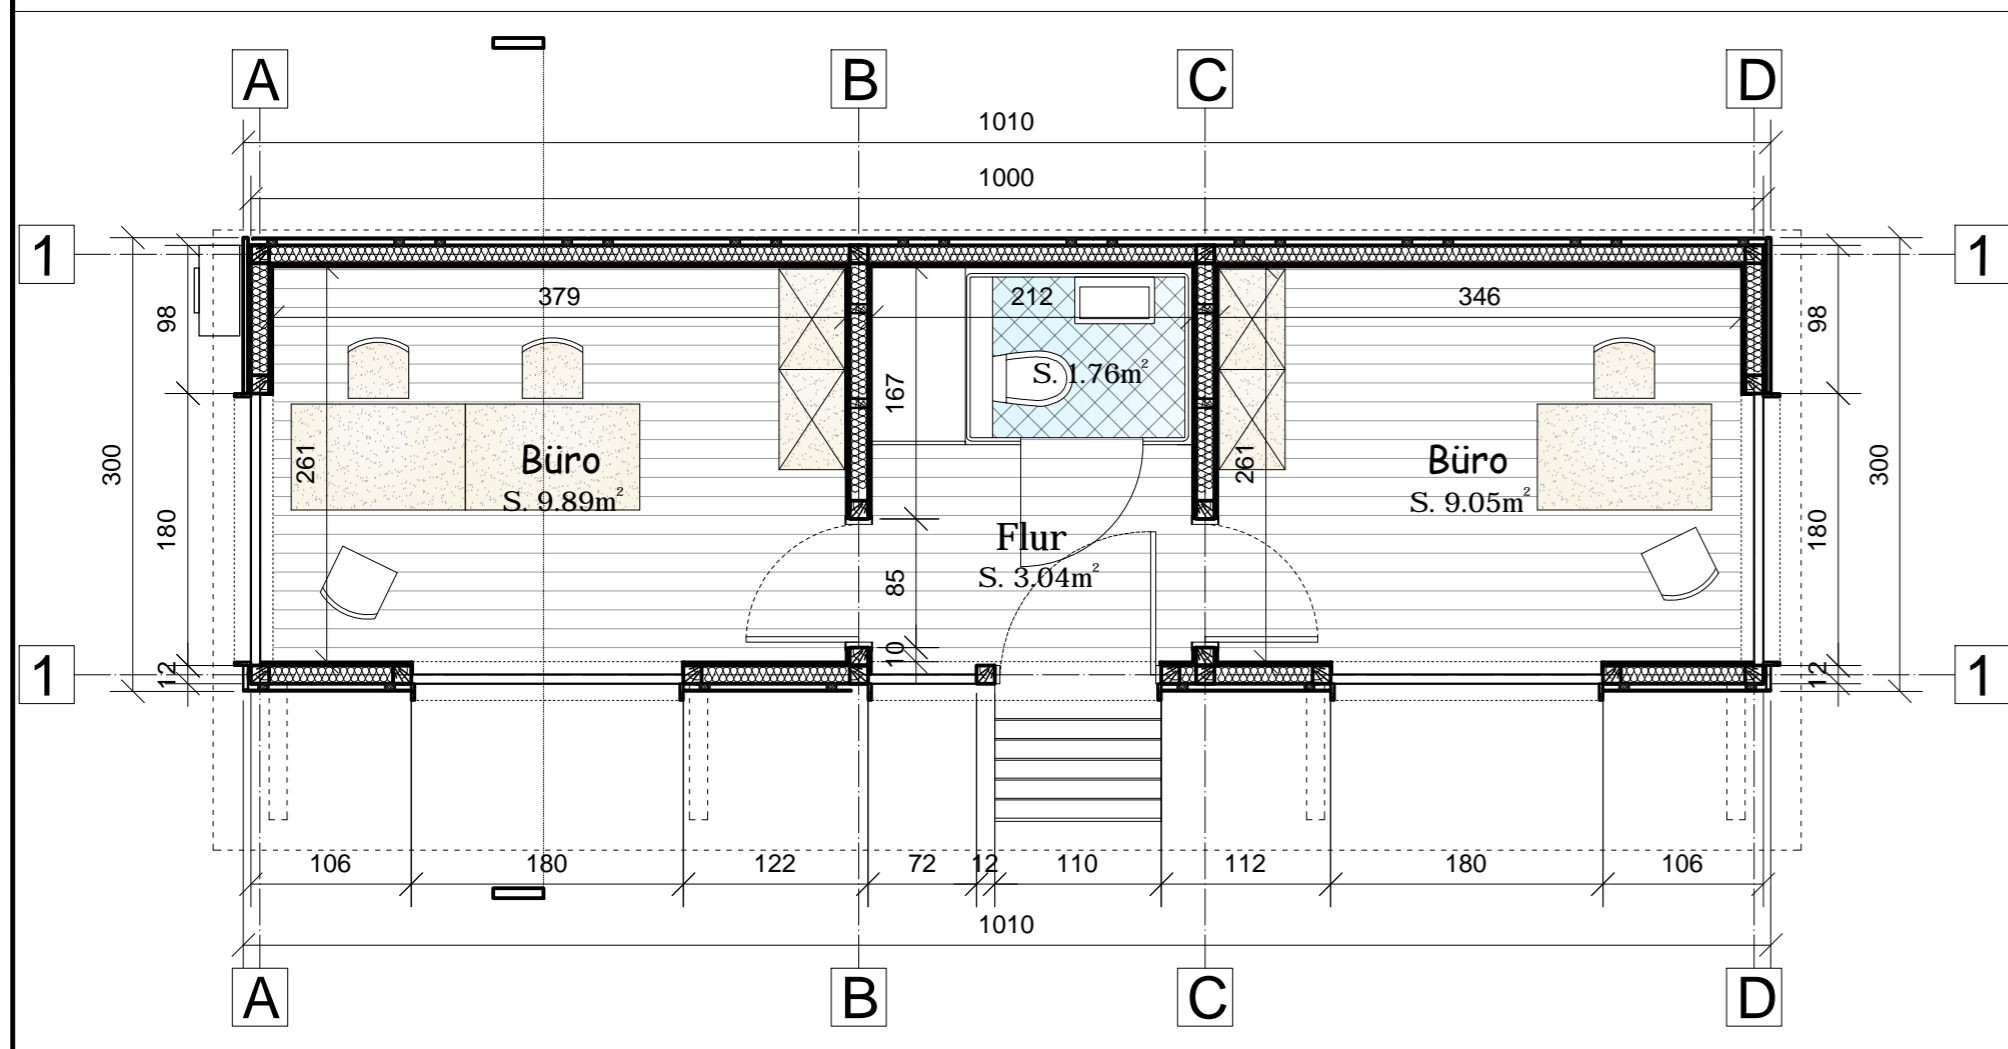 A B C D
1010
1000
1 1
379 212 346
98 98
S. 1.76m²
167
300 261 Büro 261 Büro 300
S. 9.89m² S. 9.05m²
180 180
Flur
S. 3.04m²
85
10
12 12
1 1
106 180 122 72 12 110 112 180 106
1010
A B C D